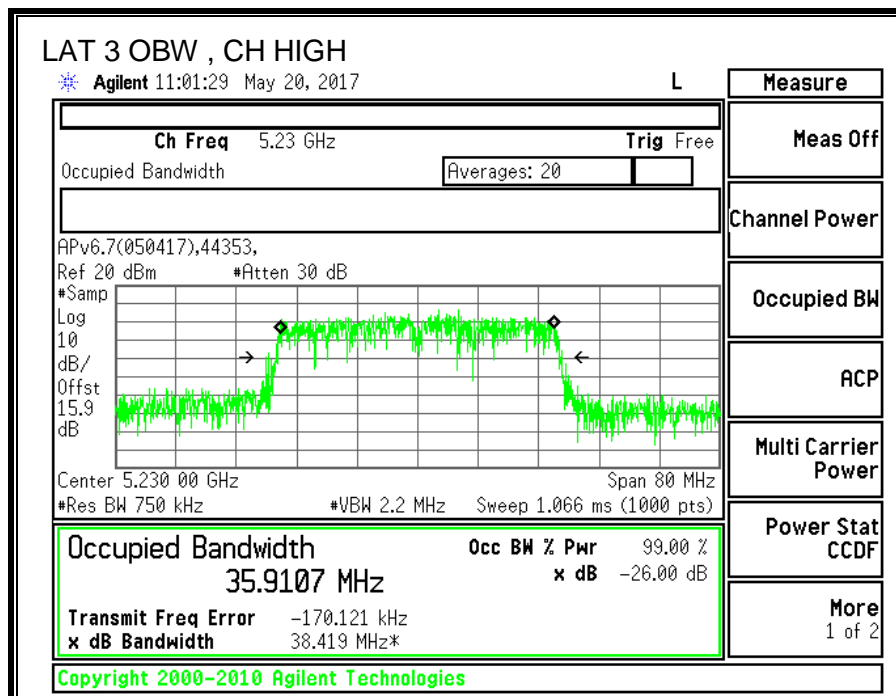 LAT 3 OBW , CH HIGH
Agilent 11:01:29 May 20, 2017 L Measure
Ch Freq 5.23 GHz Trig Free
Meas Off
Occupied Bandwidth Averages: 20
Channel Power
APv6.7(050417),44353,
Ref 20 dBm #Atten 30 dB
#Samp
Log
10
dB/
Offst
15.9
dB
Occupied BW
ACP
Multi Carrier
Power
Center 5.230 00 GHz Span 80 MHz
#Res BW 750 kHz #VBW 2.2 MHz Sweep 1.066 ms (1000 pts)
Power Stat
CCDF
Occupied Bandwidth Occ BW % Pwr 99.00 %
35.9107 MHz x dB -26.00 dB
Transmit Freq Error -170.121 kHz
x dB Bandwidth 38.419 MHz*
More
1 of 2
Copyright 2000-2010 Agilent Technologies